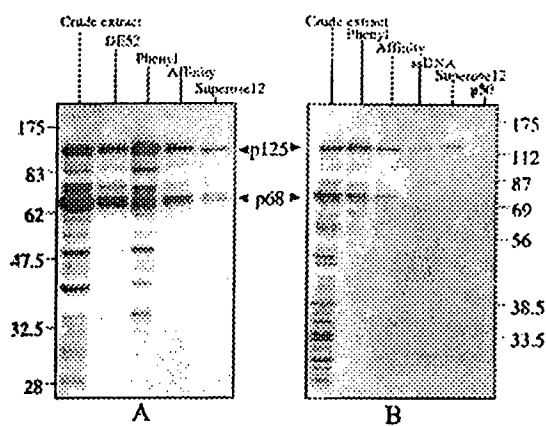 Crude extract
DE52
Phenyl
Affinity
Superose12
175
83
62
47.5
32.5
28
p125
p68
A
Crude extract
Phenyl
Affinity
ssDNA
Superose12
p50
175
112
87
69
56
38.5
33.5
B